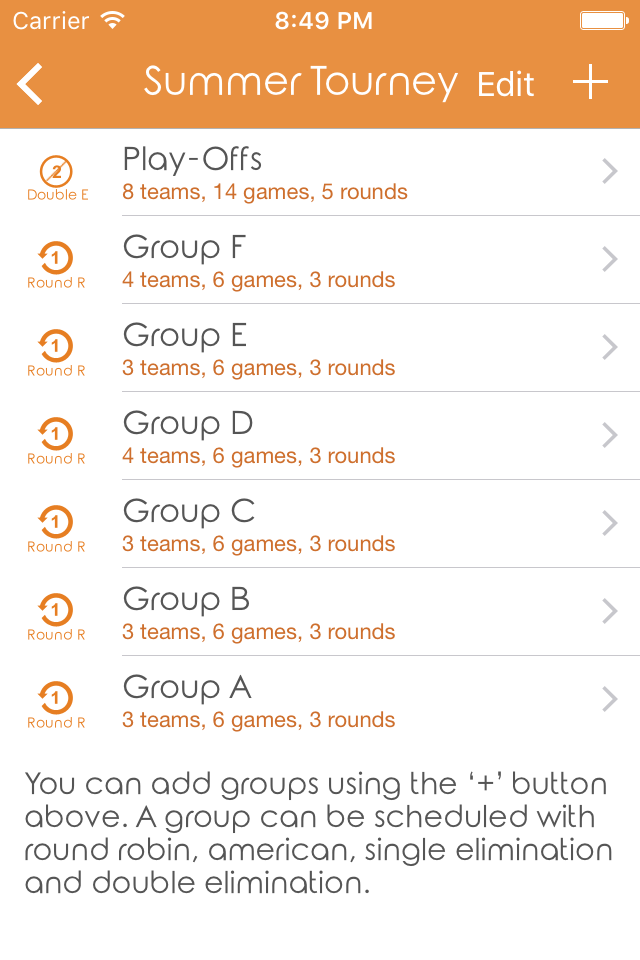 Carrier 8:49 PM
Summer Tourney Edit +
2
Double E
Play-Offs
8 teams, 14 games, 5 rounds
1
Round R
Group F
4 teams, 6 games, 3 rounds
1
Round R
Group E
3 teams, 6 games, 3 rounds
1
Round R
Group D
4 teams, 6 games, 3 rounds
1
Round R
Group C
3 teams, 6 games, 3 rounds
1
Round R
Group B
3 teams, 6 games, 3 rounds
1
Round R
Group A
3 teams, 6 games, 3 rounds
You can add groups using the ‘+’ button
above. A group can be scheduled with
round robin, american, single elimination
and double elimination.